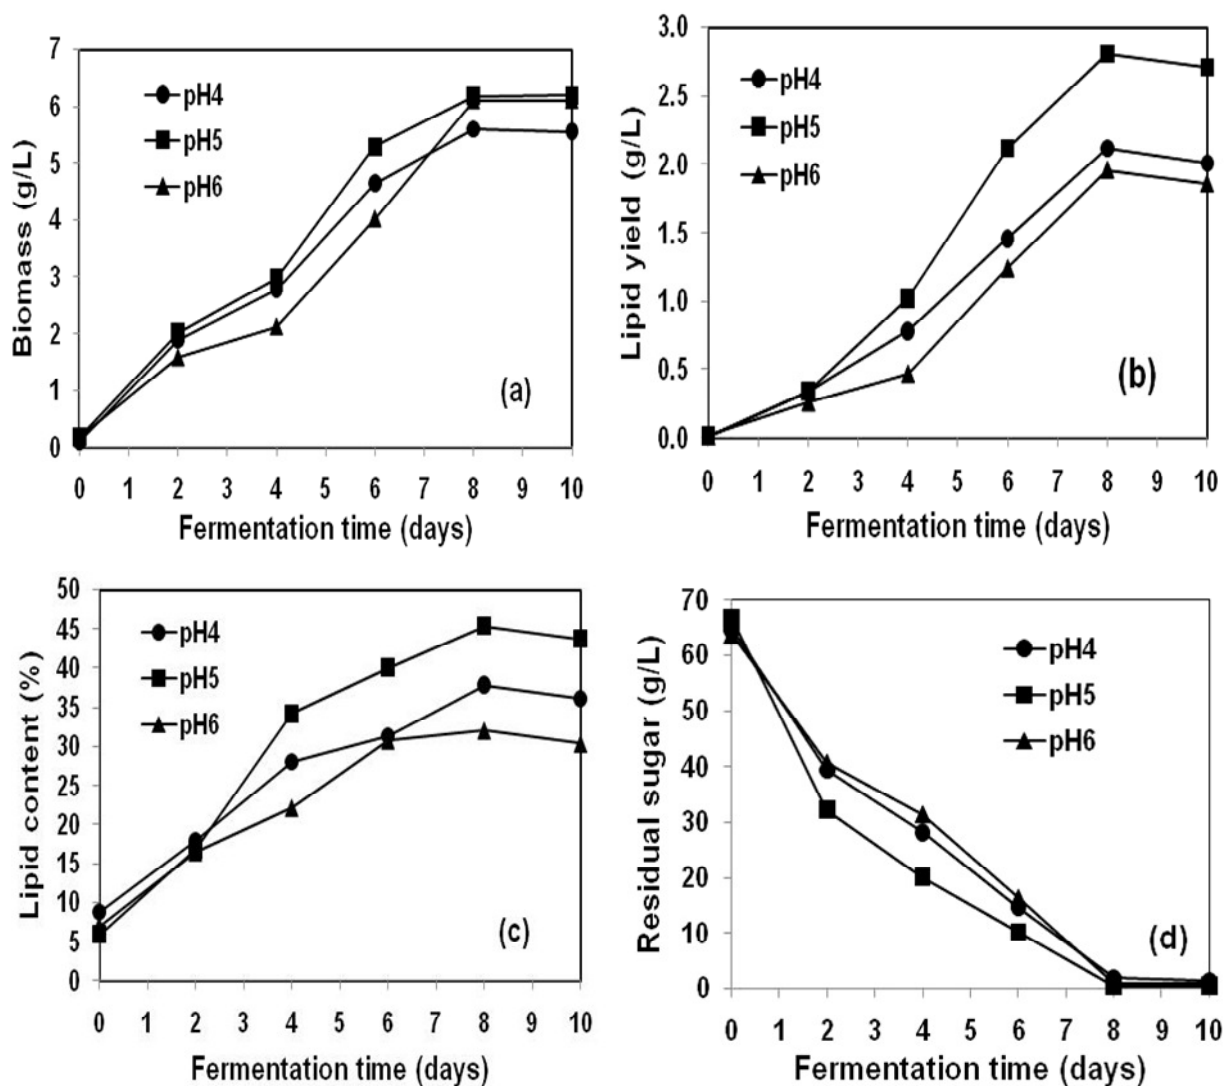 7
6
5
4
3
2
1
0
Biomass (g/L)
pH4
pH5
pH6
(a)
0 1 2 3 4 5 6 7 8 9 10
Fermentation time (days)
3.0
2.5
2.0
1.5
1.0
0.5
0.0
Lipid yield (g/L)
pH4
pH5
pH6
(b)
0 1 2 3 4 5 6 7 8 9 10
Fermentation time (days)
50
45
40
35
30
25
20
15
10
5
0
Lipid content (%)
pH4
pH5
pH6
(c)
0 1 2 3 4 5 6 7 8 9 10
Fermentation time (days)
70
60
50
40
30
20
10
0
Residual sugar (g/L)
pH4
pH5
pH6
(d)
0 1 2 3 4 5 6 7 8 9 10
Fermentation time (days)